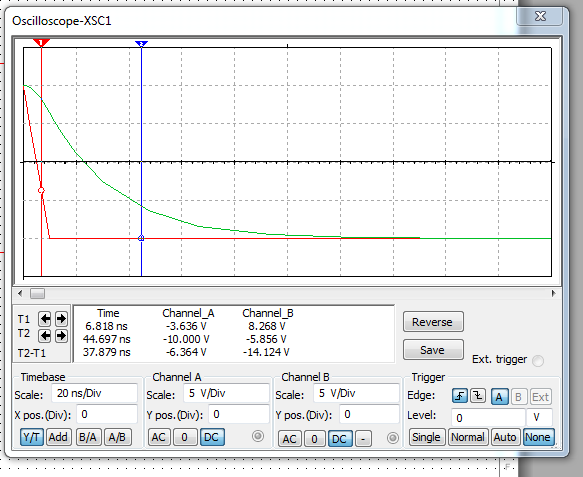 Oscilloscope-XSC1
1 2
T1
T2
T2-T1
Time Channel_A Channel_B
6.818 ns -3.636 V 8.268 V
44.697 ns -10.000 V -5.856 V
37.879 ns -6.364 V -14.124 V
Reverse
Save
Ext. trigger
Timebase
Scale: 20 ns/Div
X pos.(Div): 0
Y/T Add B/A A/B
Channel A
Scale: 5 V/Div
Y pos.(Div): 0
AC 0 DC
Channel B
Scale: 5 V/Div
Y pos.(Div): 0
AC 0 DC -
Trigger
Edge: A B Ext
Level: 0 V
Single Normal Auto None
F